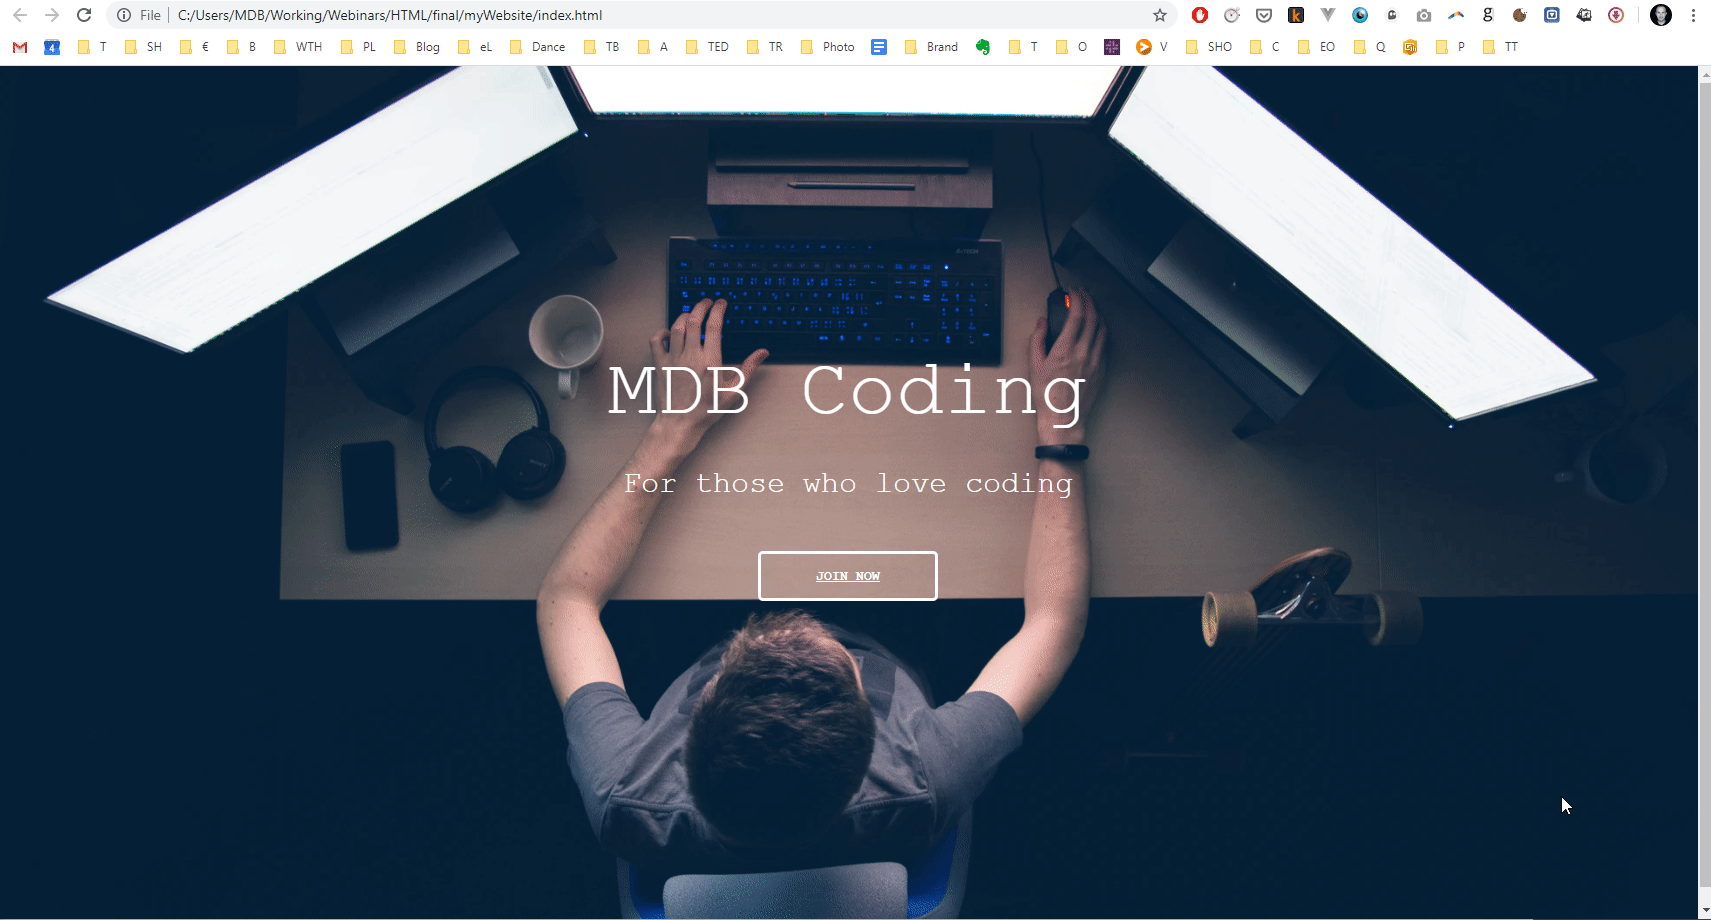 File C:/Users/MDB/Working/Webinars/HTML/final/myWebsite/index.html
4 T SH € B WTH PL Blog eL Dance TB A TED TR Photo Brand T O V SHO C EO Q P TT
MDB Coding
For those who love coding
JOIN NOW